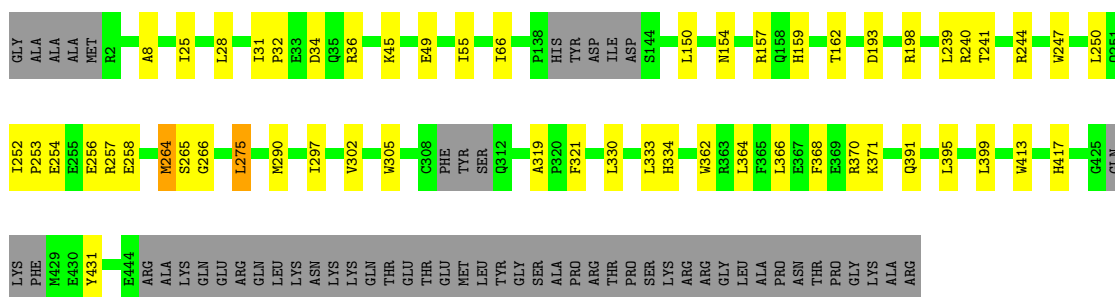 GLY ALA ALA ALA MET R2 A8 I25 L28 I31 P32 E33 D34 Q35 R36 K45 E49 I55 I66 P138 HIS TYR ASP ILE ASP S144 L150 N154 R157 Q158 H159 T162 D193 R198 L239 R240 T241 R244 W247 L250 Q251
I252 P253 E254 E255 E256 R257 E258 M264 S265 G266 L275 M290 I297 V302 W305 C308 PHE TYR SER Q312 A319 P320 F321 L330 L333 H334 W362 R363 L364 F365 L366 E367 F368 E369 R370 K371 Q391 L395 L399 W413 H417 G425 GLN
LYS PHE M429 E430 Y431 E444 ARG ALA LYS GLN GLU ARG GLN LEU LYS ASN LYS LYS GLN THR GLU THR GLU MET LEU TYR GLY SER ALA PRO ARG THR PRO SER LYS ARG ARG GLY LEU ALA PRO ASN THR PRO GLY LYS ALA ARG